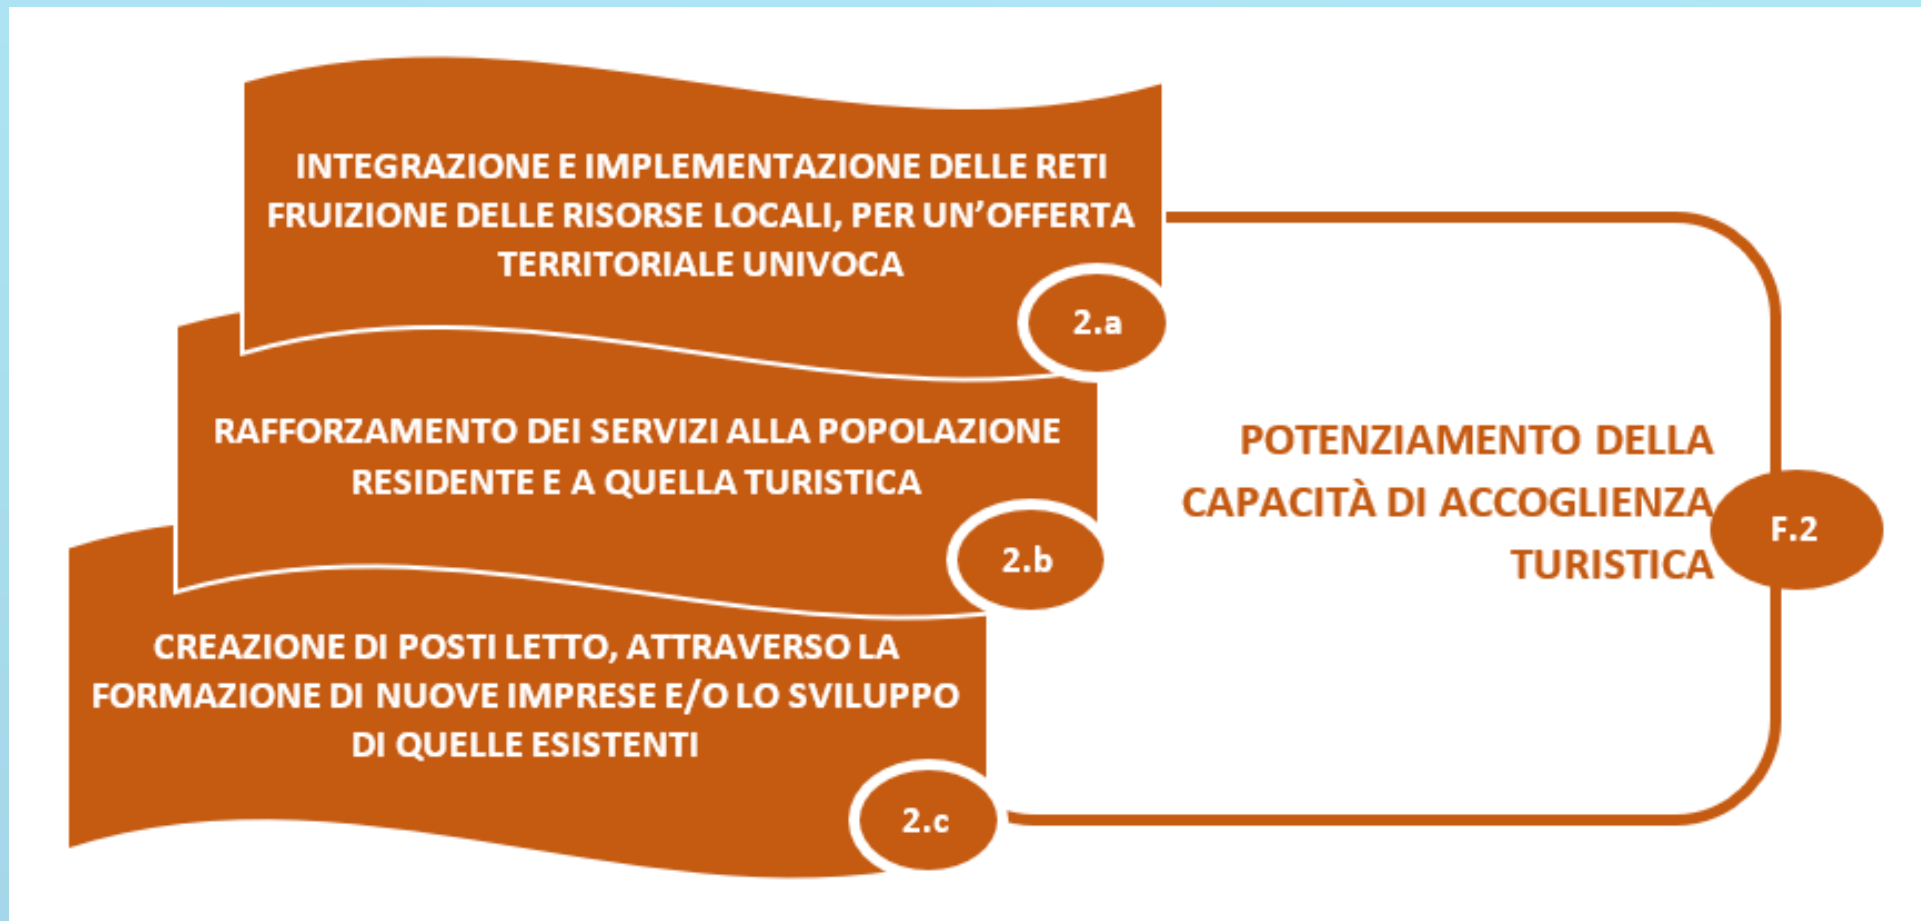 INTEGRAZIONE E IMPLEMENTAZIONE DELLE RETI
FRUIZIONE DELLE RISORSE LOCALI, PER UN’OFFERTA
TERRITORIALE UNIVOCA
2.a
RAFFORZAMENTO DEI SERVIZI ALLA POPOLAZIONE
RESIDENTE E A QUELLA TURISTICA
2.b
CREAZIONE DI POSTI LETTO, ATTRAVERSO LA
FORMAZIONE DI NUOVE IMPRESE E/O LO SVILUPPO
DI QUELLE ESISTENTI
2.c
POTENZIAMENTO DELLA
CAPACITÀ DI ACCOGLIENZA
TURISTICA
F.2